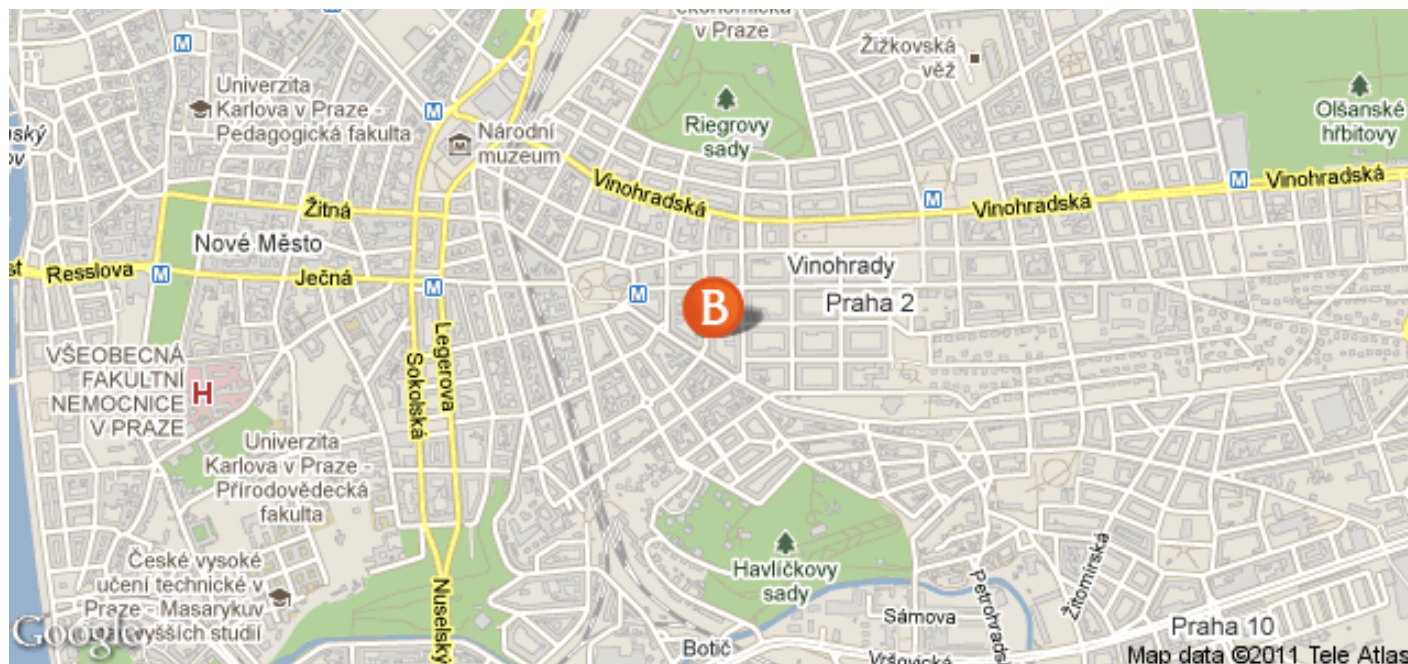 ekonomická
v Praze
Žižkovská
věž
M
Univerzita
Karlova v Praze -
Pedagogická fakulta
M
Národní
muzeum
M
Riegrovy
sady
Olšanské
hřbitovy
Vinohradská
M
Vinohradská
M
Vinohradská
Žitná
Nové Město
Resslova
M
Ječná
M
M
B
Vinohrady
Praha 2
Legerova
Sokolská
VŠEOBECNÁ
FAKULTNÍ
NEMOCNICE
V PRAZE
H
Univerzita
Karlova v Praze -
Přírodovědecká
fakulta
České vysoké
učení technické v
Praze - Masarykův
vyšších studií
Nuselský
Havlíčkovy
sady
Botič
Sámova
Petrohrads
Žitomírská
Vršovická
Praha 10
Google
Map data ©2011 Tele Atlas